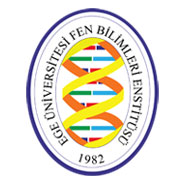 EGE ÜNİVERSİTESİ FEN BİLİMLERİ ENSTİTÜSÜ
1982